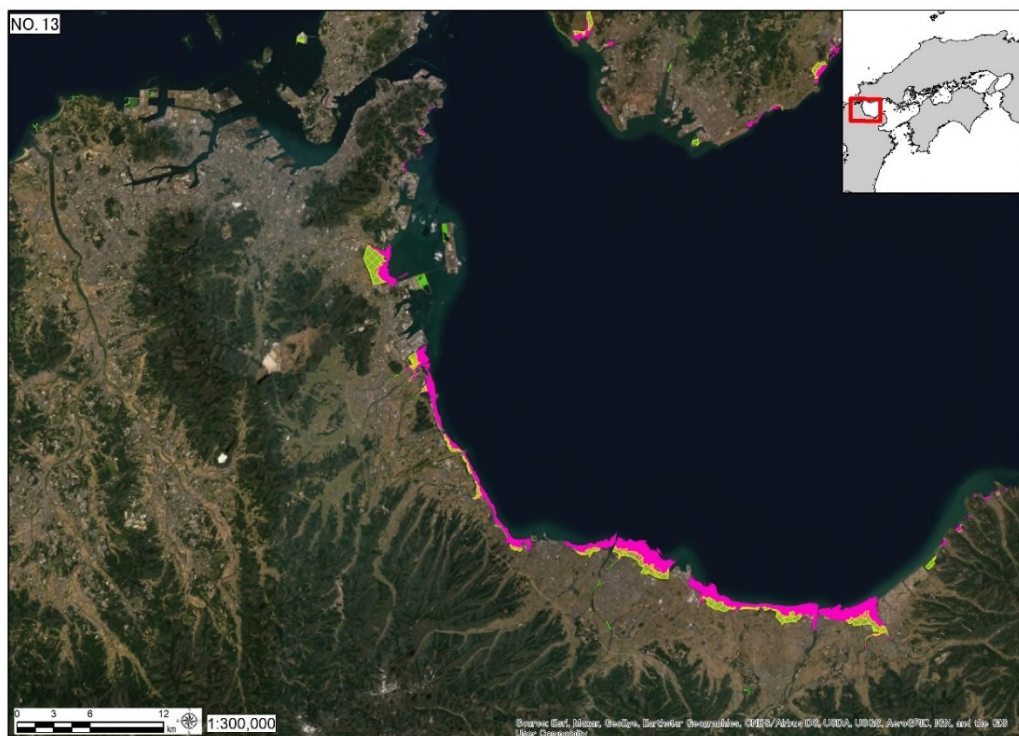 NO. 13
0 3 6 12
km
1:300,000
Source: Esri, Maxar, GeoEye, Earthstar Geographics, CNES/Airbus DS, USDA, USGS, AeroGRID, IGN, and the GIS
User Community